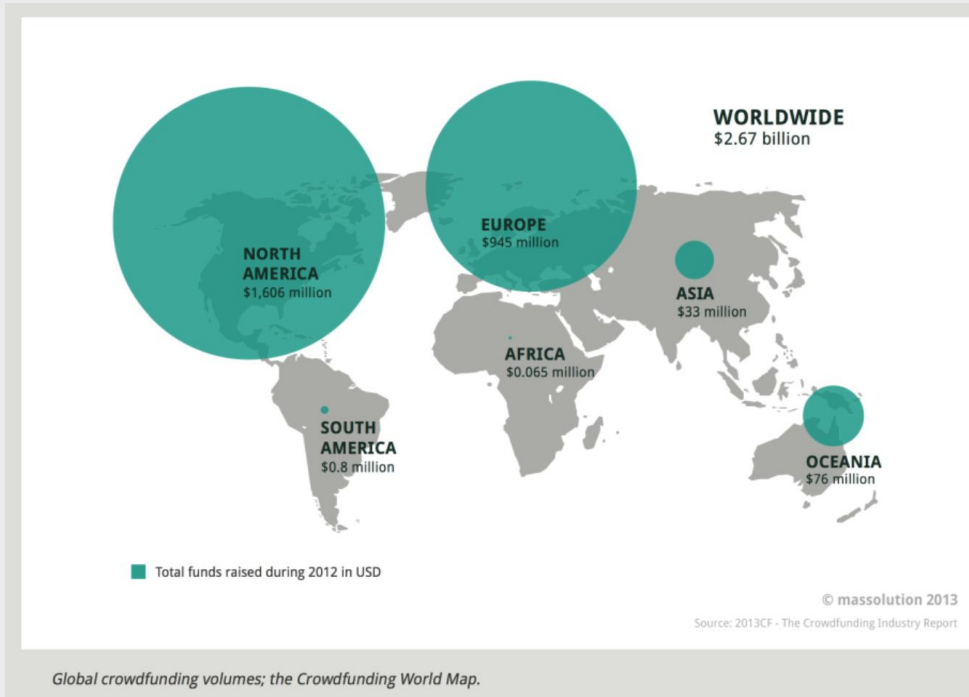 WORLDWIDE
$2.67 billion
NORTH
AMERICA
$1,606 million
EUROPE
$945 million
ASIA
$33 million
AFRICA
$0.065 million
SOUTH
AMERICA
$0.8 million
OCEANIA
$76 million
Total funds raised during 2012 in USD
© massolution 2013
Source: 2013CF - The Crowdfunding Industry Report
Global crowdfunding volumes; the Crowdfunding World Map.